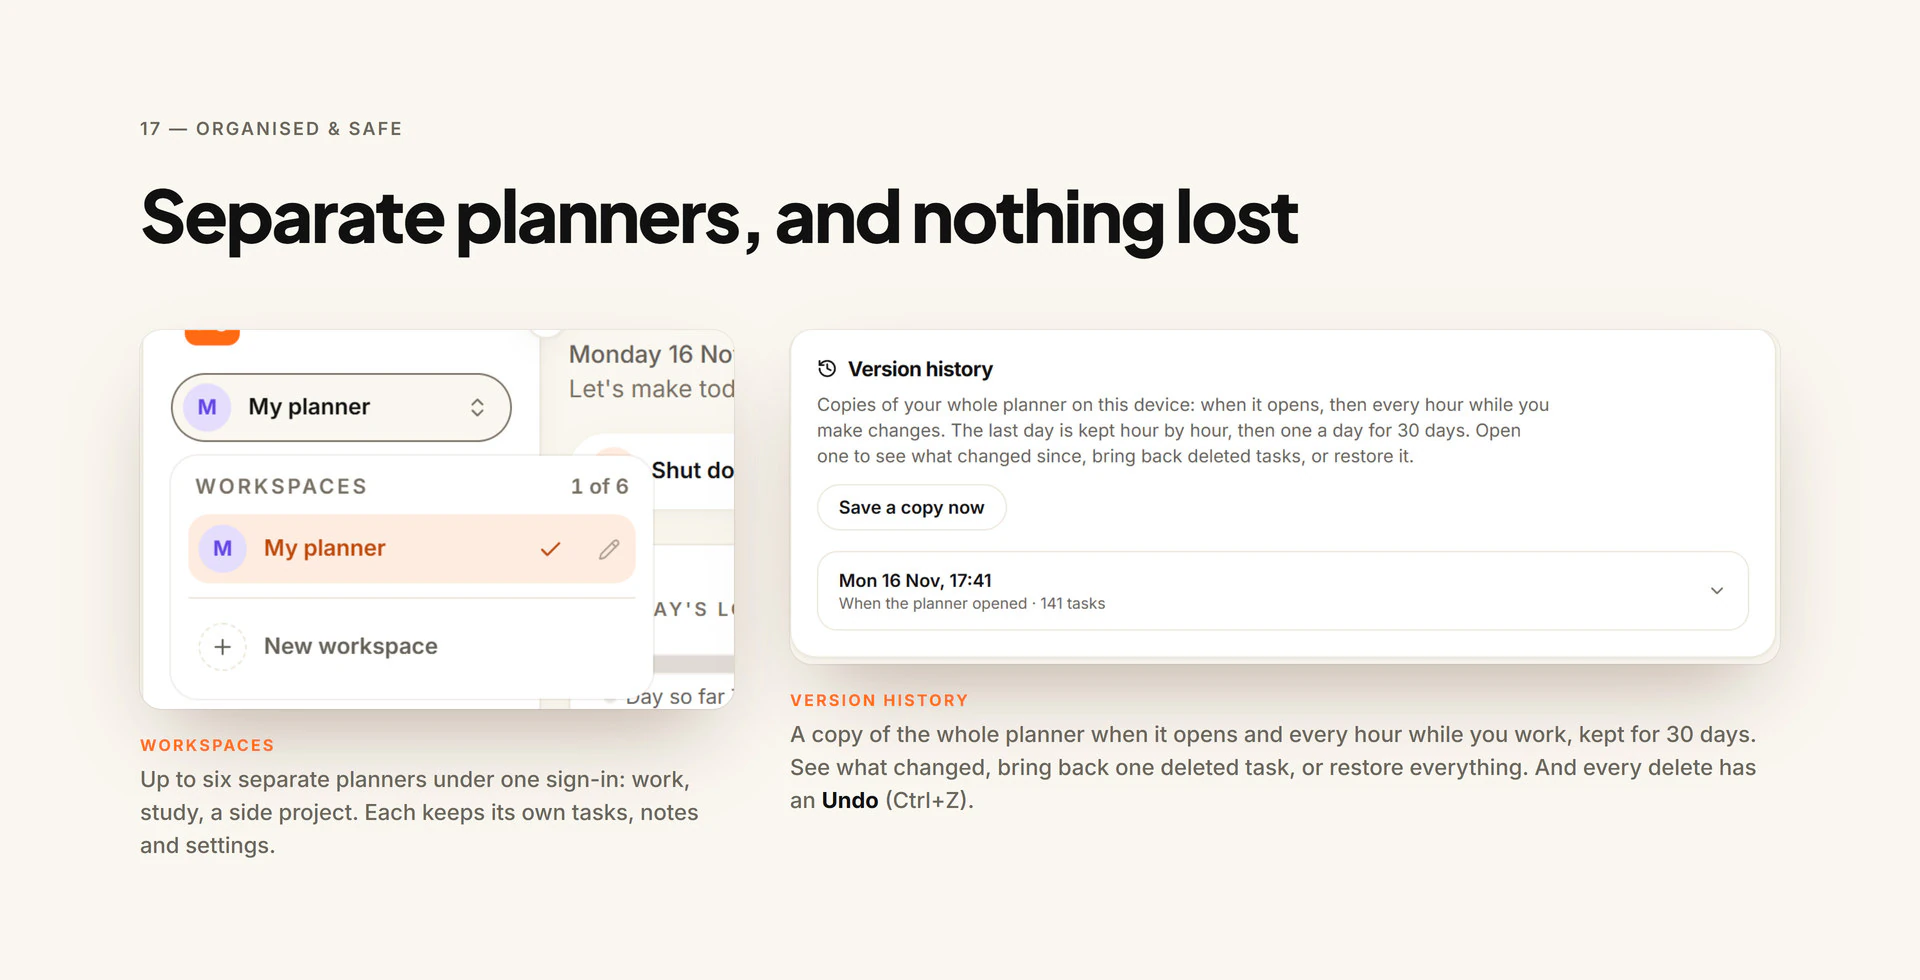 17 — ORGANISED & SAFE
Separate planners, and nothing lost
Monday 16 No
Let's make tod
M My planner
Shut do
WORKSPACES 1 of 6
M My planner
AY'S L
New workspace
Day so far
WORKSPACES
Up to six separate planners under one sign-in: work,
study, a side project. Each keeps its own tasks, notes
and settings.
Version history
Copies of your whole planner on this device: when it opens, then every hour while you
make changes. The last day is kept hour by hour, then one a day for 30 days. Open
one to see what changed since, bring back deleted tasks, or restore it.
Save a copy now
Mon 16 Nov, 17:41
When the planner opened · 141 tasks
VERSION HISTORY
A copy of the whole planner when it opens and every hour while you work, kept for 30 days.
See what changed, bring back one deleted task, or restore everything. And every delete has
an Undo (Ctrl+Z).